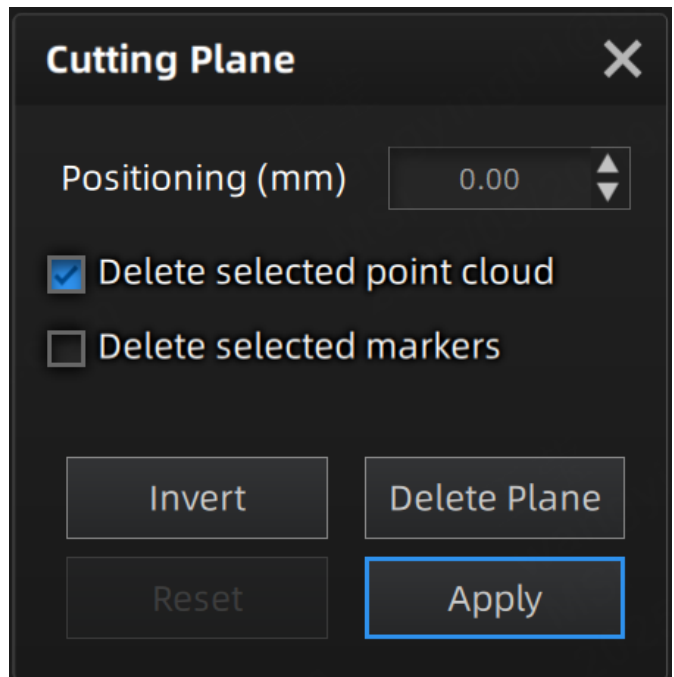 Cutting Plane
Positioning (mm) 0.00
Delete selected point cloud
Delete selected markers
Invert Delete Plane
Reset Apply